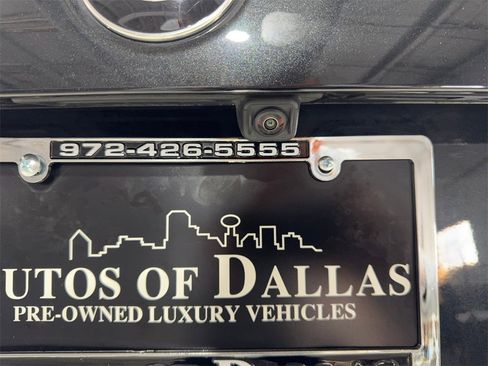 972-426-5555
UTOS OF DALLAS
PRE-OWNED LUXURY VEHICLES